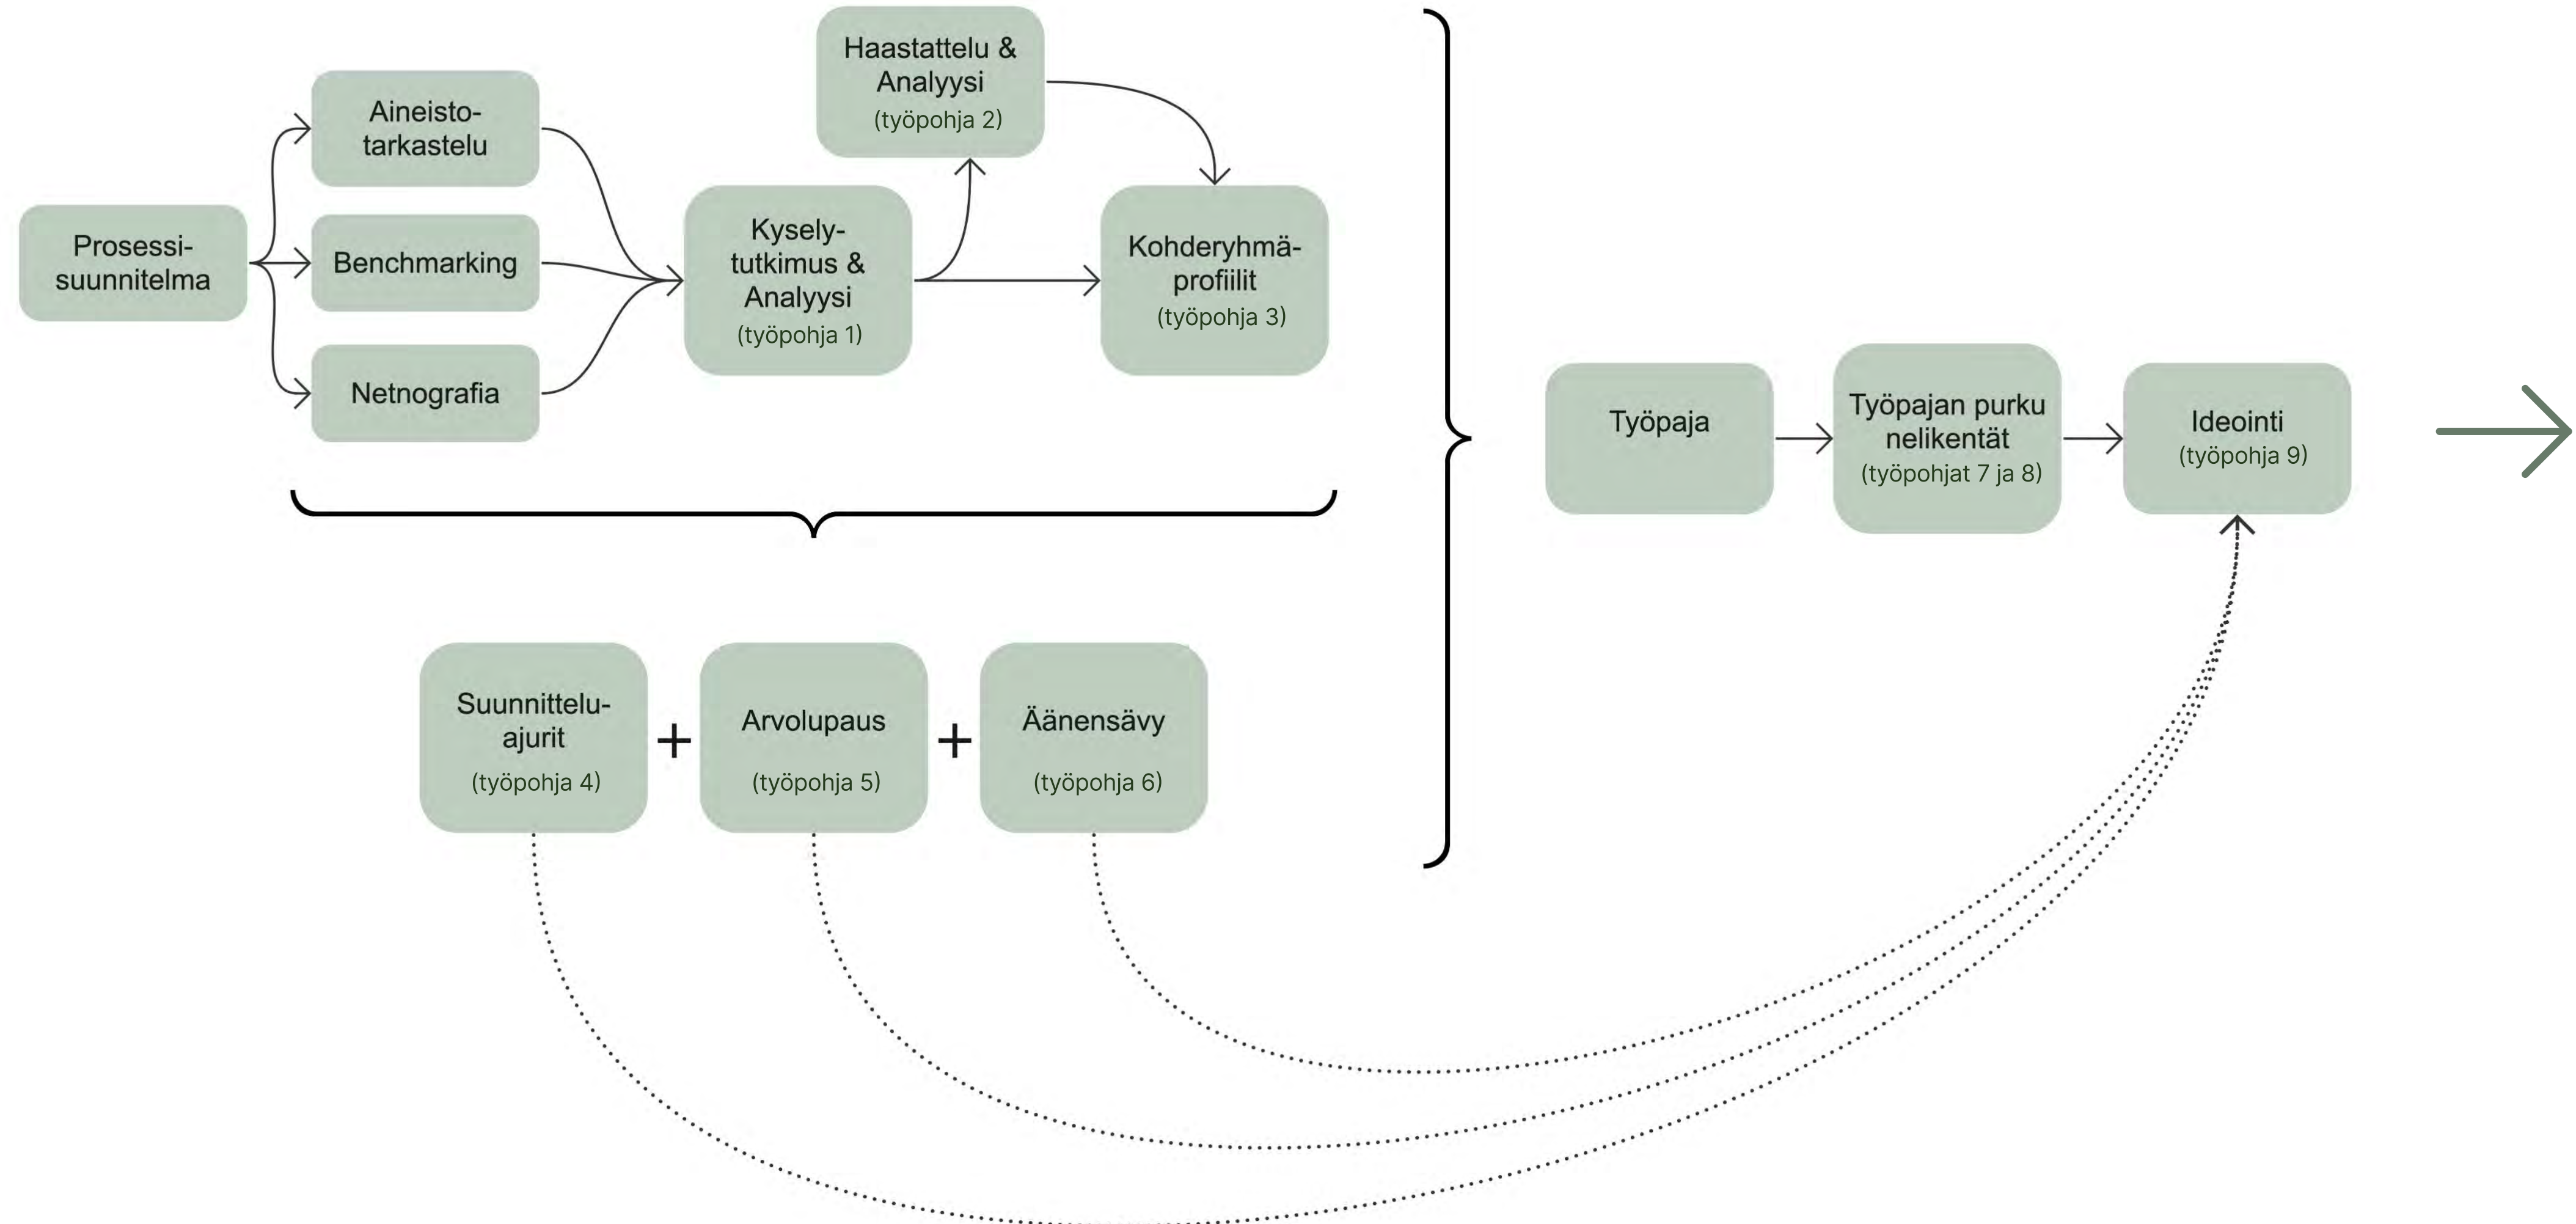 Prosessi-
suunnitelma
Aineisto-
tarkastelu
Benchmarking
Netnografia
Kysely-
tutkimus &
Analyysi
(työpohja 1)
Haastattelu &
Analyysi
(työpohja 2)
Kohderyhmä-
profiilit
(työpohja 3)
Suunnittelu-
ajurit
(työpohja 4)
+
Arvolupaus
(työpohja 5)
+
Äänensävy
(työpohja 6)
Työpaja
Työpajan purku
nelikentät
(työpohjat 7 ja 8)
Ideointi
(työpohja 9)